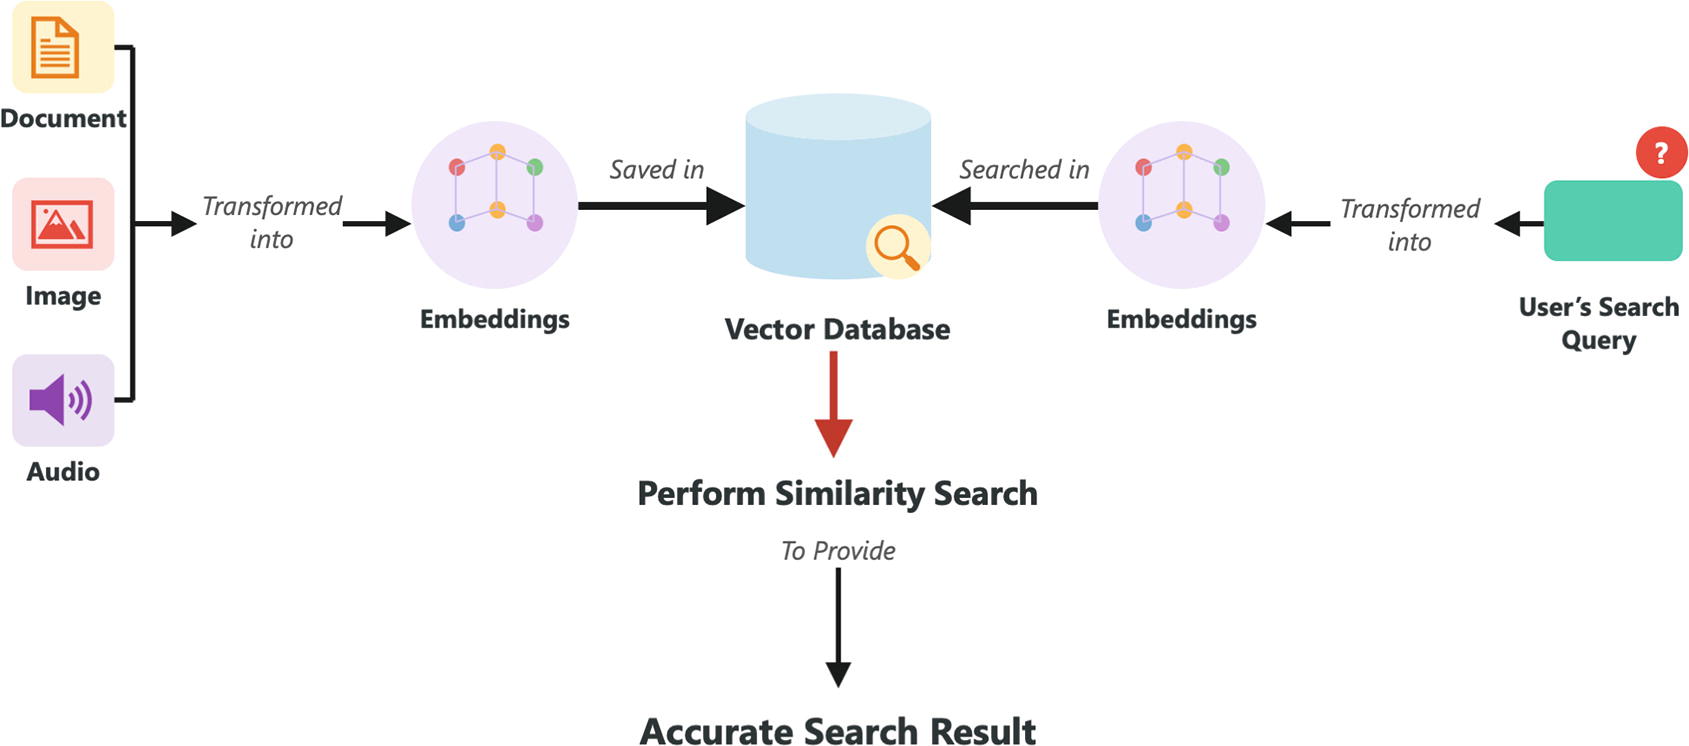 Document
Image
Audio
Transformed
into
Embeddings
Saved in
Vector Database
Searched in
Embeddings
Transformed
into
?
User's Search
Query
Perform Similarity Search
To Provide
Accurate Search Result